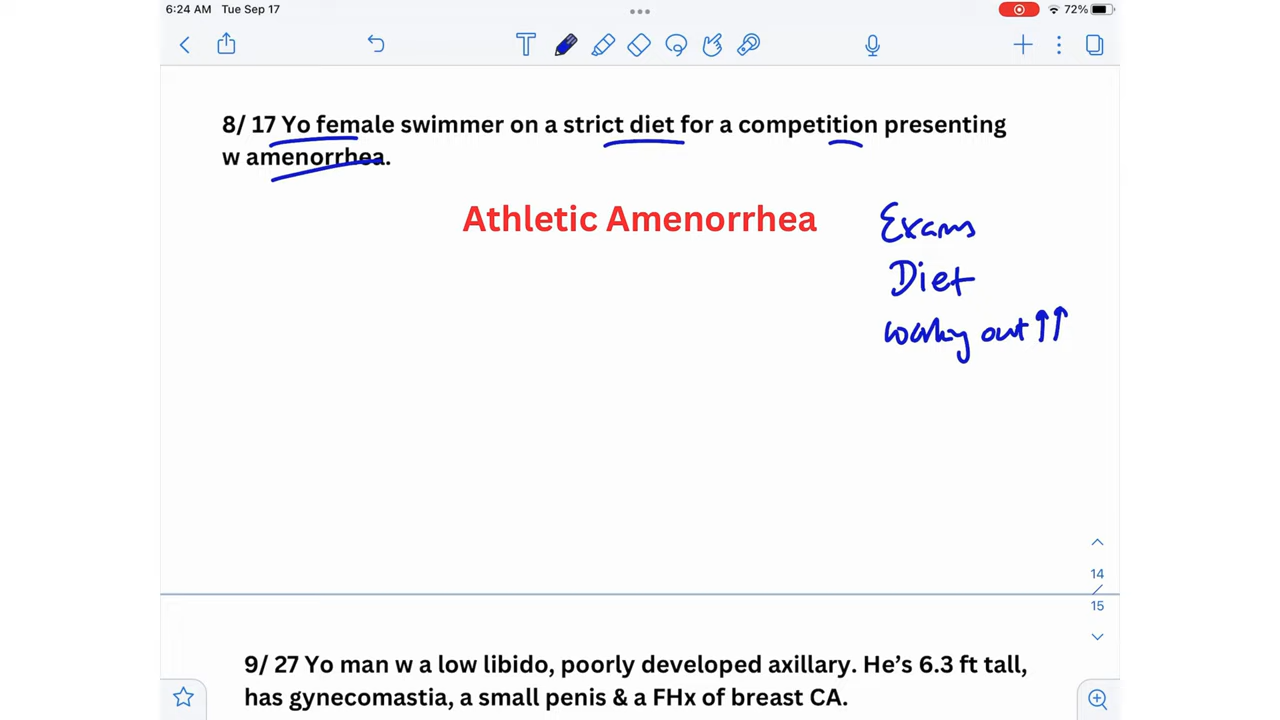 6:24 AM Tue Sep 17
72%
8/ 17 Yo female swimmer on a strict diet for a competition presenting
w amenorrhea.
Athletic Amenorrhea
Exams
Diet
working out ↑↑
14
/
15
9/ 27 Yo man w a low libido, poorly developed axillary. He's 6.3 ft tall,
has gynecomastia, a small penis & a FHx of breast CA.